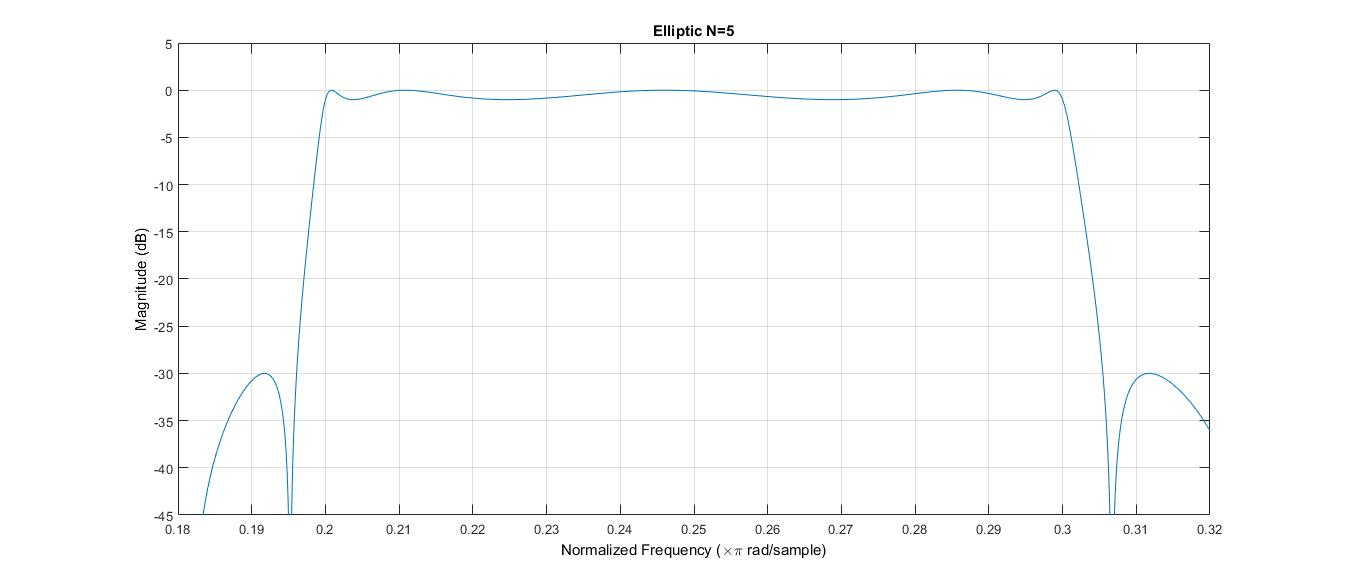 Elliptic N=5
5
0
-5
-10
-15
-20
-25
-30
-35
-40
-45
Magnitude (dB)
0.18 0.19 0.2 0.21 0.22 0.23 0.24 0.25 0.26 0.27 0.28 0.29 0.3 0.31 0.32
Normalized Frequency (×π rad/sample)